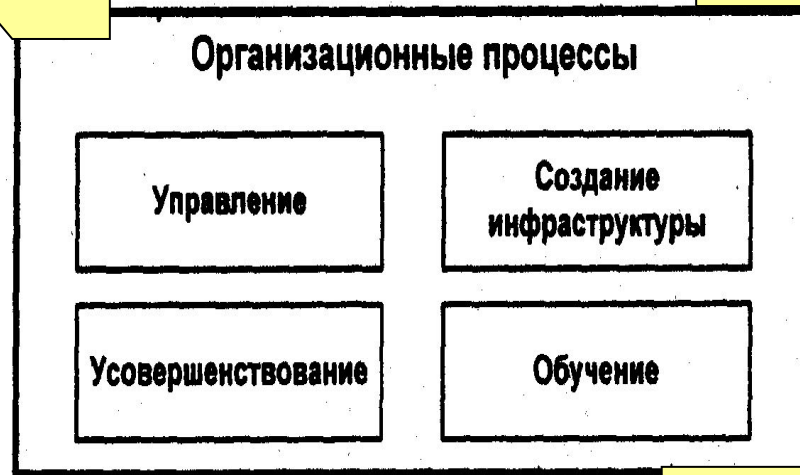 Организационные процессы
Управление
Создание
инфраструктуры
Усовершенствование
Обучение